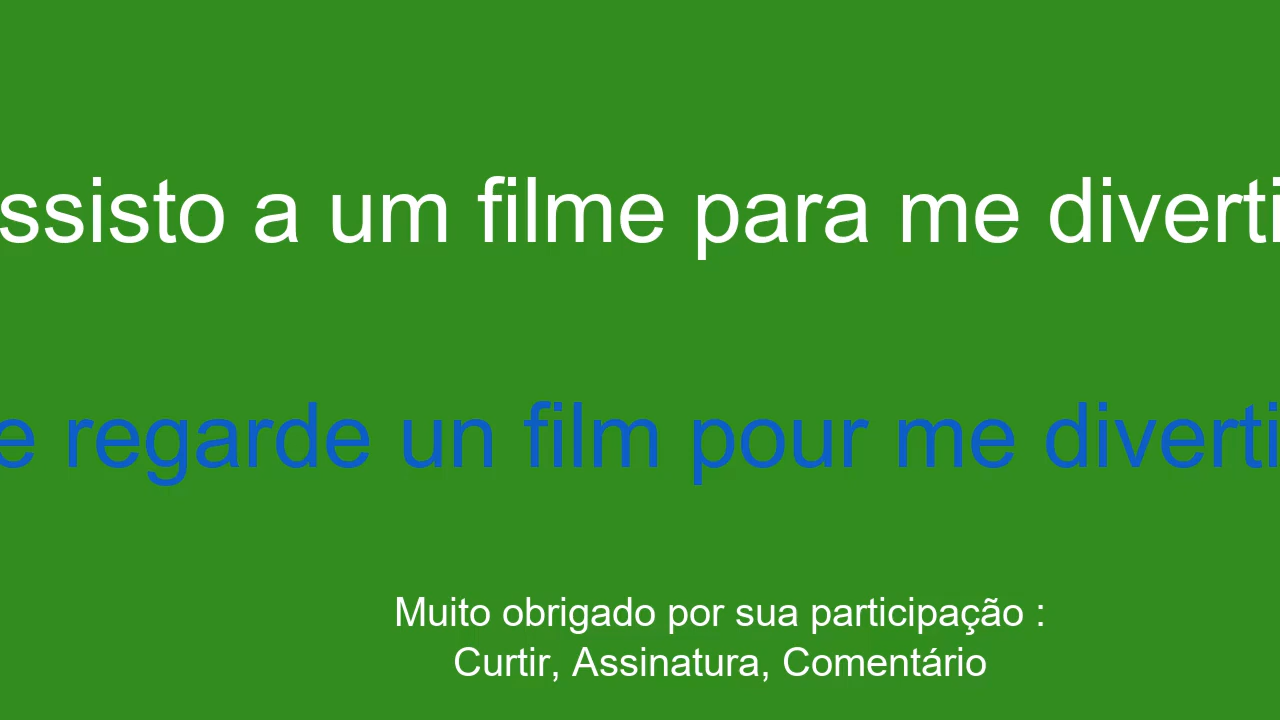 ssisto a um filme para me diverti
e regarde un film pour me diverti
Muito obrigado por sua participação :
Curtir, Assinatura, Comentário